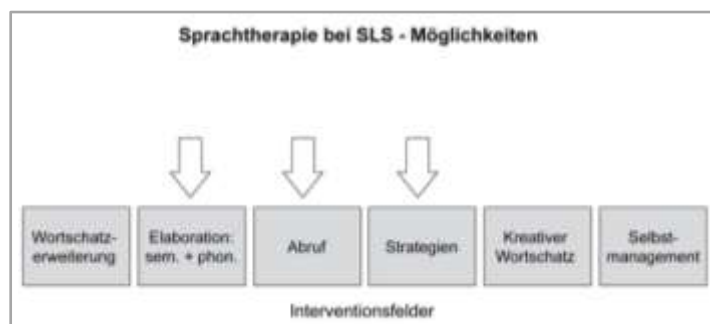 Sprachtherapie bei SLS - Möglichkeiten
Wortschatz-
erweiterung
Elaboration:
sem. + phon.
Abruf
Strategien
Kreativer
Wortschatz
Selbst-
management
Interventionsfelder